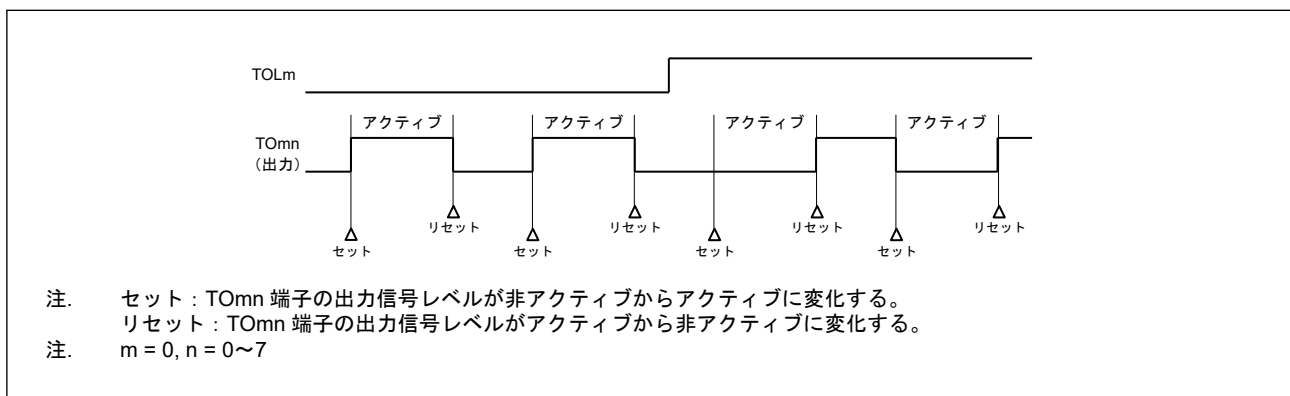 TOLm
アクティブ アクティブ アクティブ アクティブ
TOmn
（出力）
リセット リセット リセット リセット
セット セット セット セット
注. セット：TOmn 端子の出力信号レベルが非アクティブからアクティブに変化する。
リセット：TOmn 端子の出力信号レベルがアクティブから非アクティブに変化する。
注. m = 0, n = 0～7